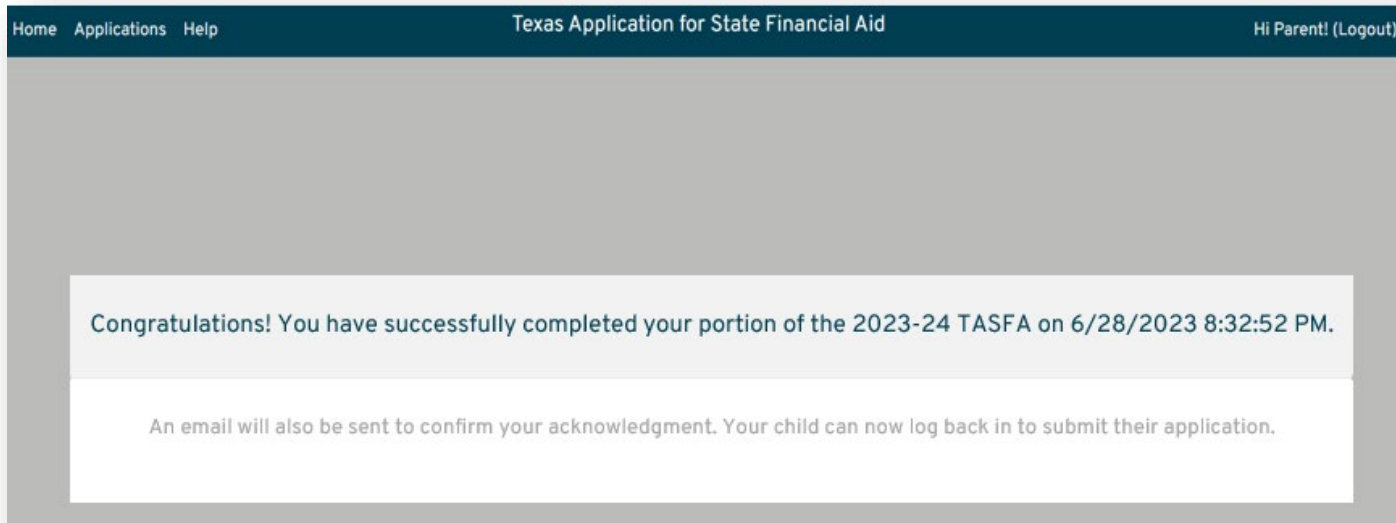 Home Applications Help Texas Application for State Financial Aid Hi Parent! (Logout)
Congratulations! You have successfully completed your portion of the 2023-24 TASFA on 6/28/2023 8:32:52 PM.
An email will also be sent to confirm your acknowledgment. Your child can now log back in to submit their application.